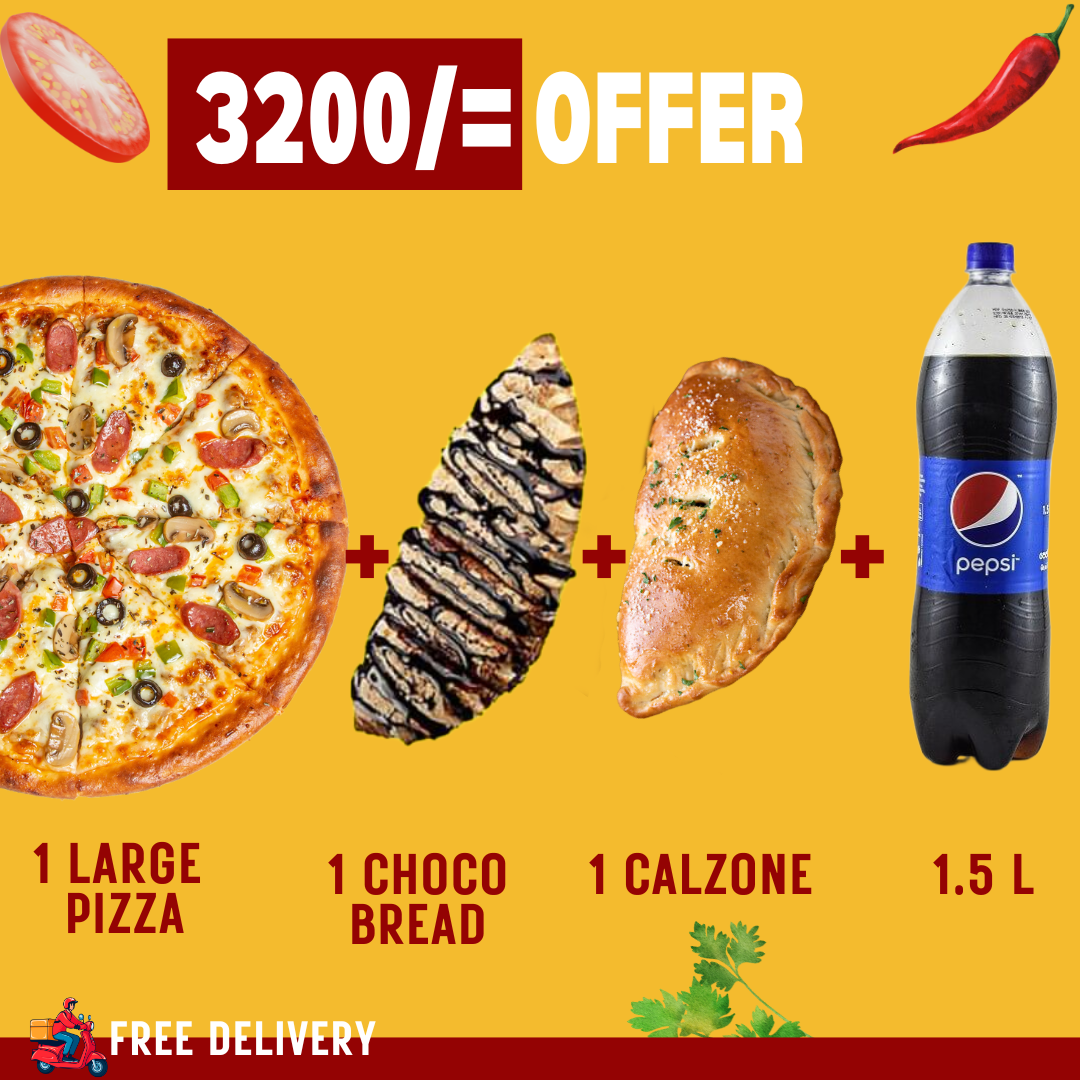 3200/= OFFER
pepsi
1 LARGE
PIZZA
1 CHOCO
BREAD
1 CALZONE
1.5 L
FREE DELIVERY